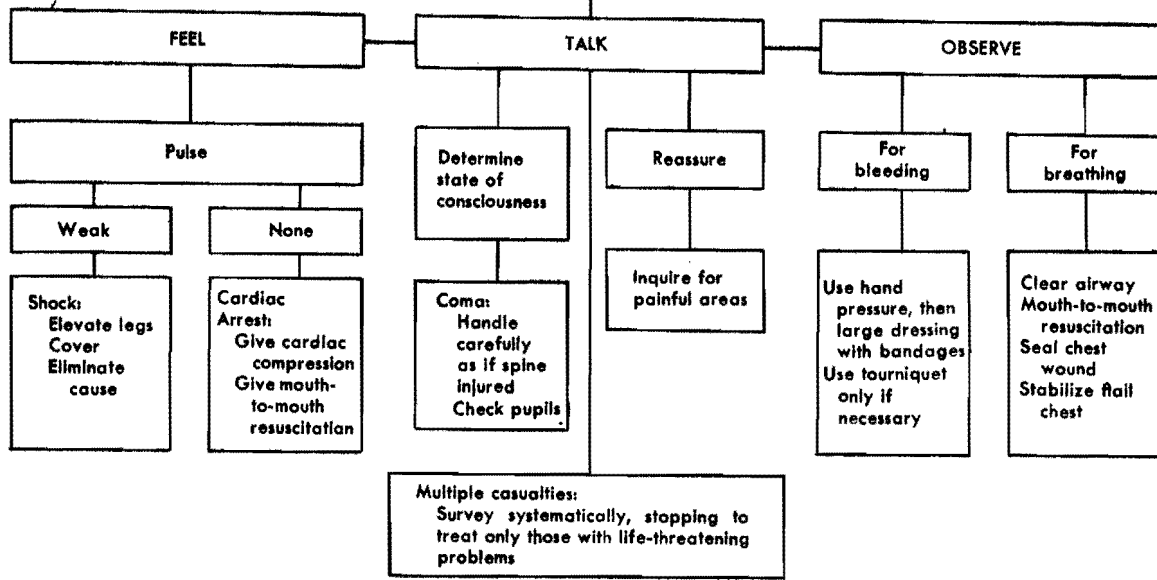 FEEL
TALK
OBSERVE
Pulse
Determine
state of
consciousness
Reassure
For
bleeding
For
breathing
Weak
None
Shock:
Elevate legs
Cover
Eliminate
cause
Cardiac
Arrest:
Give cardiac
compression
Give mouth-
to-mouth
resuscitation
Coma:
Handle
carefully
as if spine
injured
Check pupils
Inquire for
painful areas
Use hand
pressure, then
large dressing
with bandages
Use tourniquet
only if
necessary
Clear airway
Mouth-to-mouth
resuscitation
Seal chest
wound
Stabilize flail
chest
Multiple casualties:
Survey systematically, stopping to
treat only those with life-threatening
problems